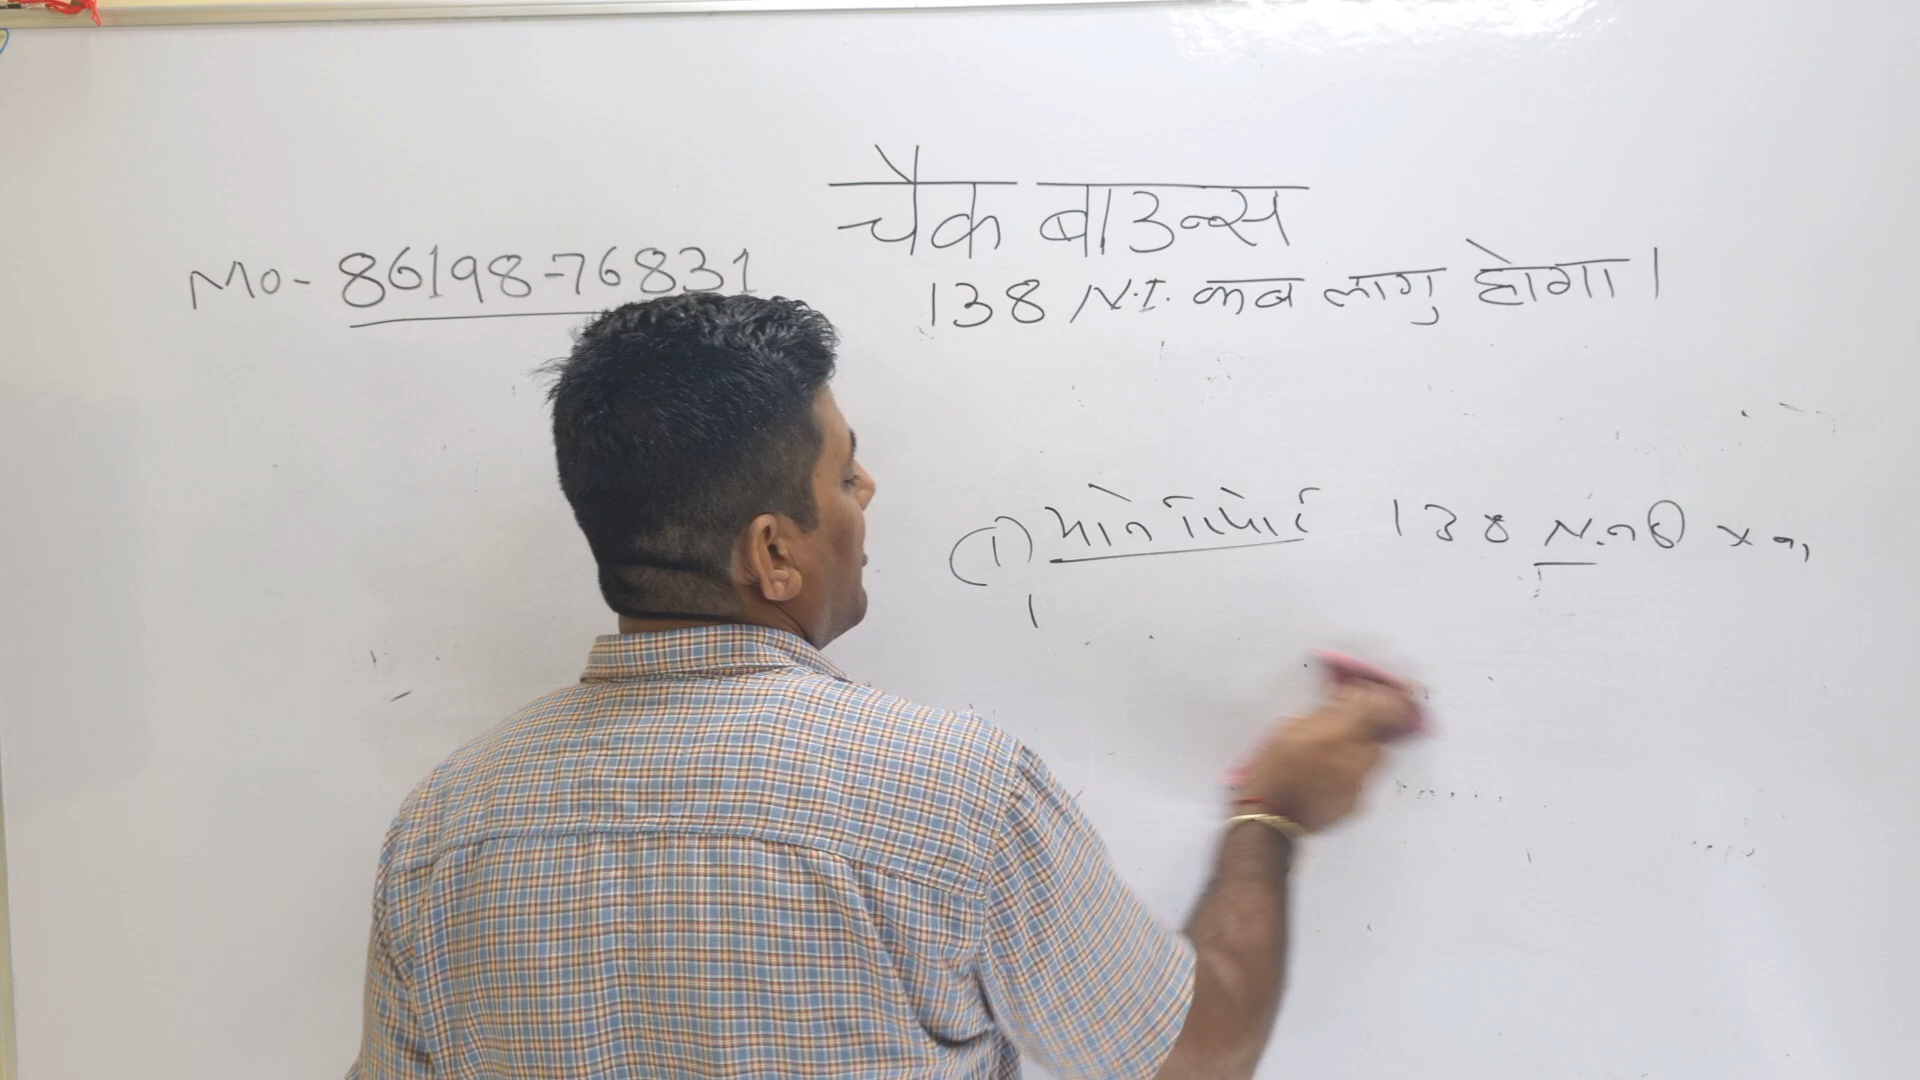 चैक बाउन्स
Mo- 86198-76831
138 N.I. कब लागु होगा।
(1) 138